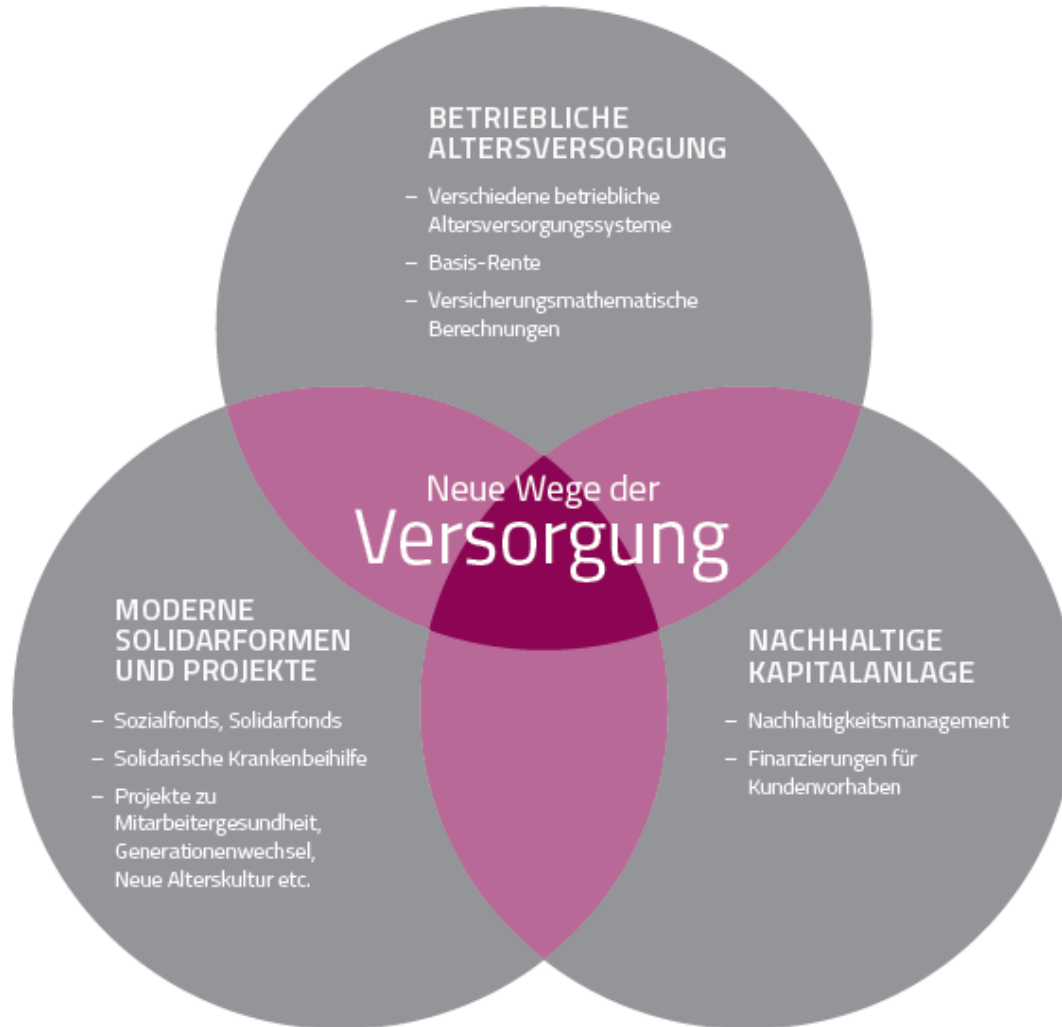 BETRIEBLICHE
ALTERSVERSORGUNG
– Verschiedene betriebliche
Altersversorgungssysteme
– Basis-Rente
– Versicherungsmathematische
Berechnungen
Neue Wege der
Versorgung
MODERNE
SOLIDARFORMEN
UND PROJEKTE
– Sozialfonds, Solidarfonds
– Solidarische Krankenbeihilfe
– Projekte zu
Mitarbeitergesundheit,
Generationenwechsel,
Neue Alterskultur etc.
NACHHALTIGE
KAPITALANLAGE
– Nachhaltigkeitsmanagement
– Finanzierungen für
Kundenvorhaben